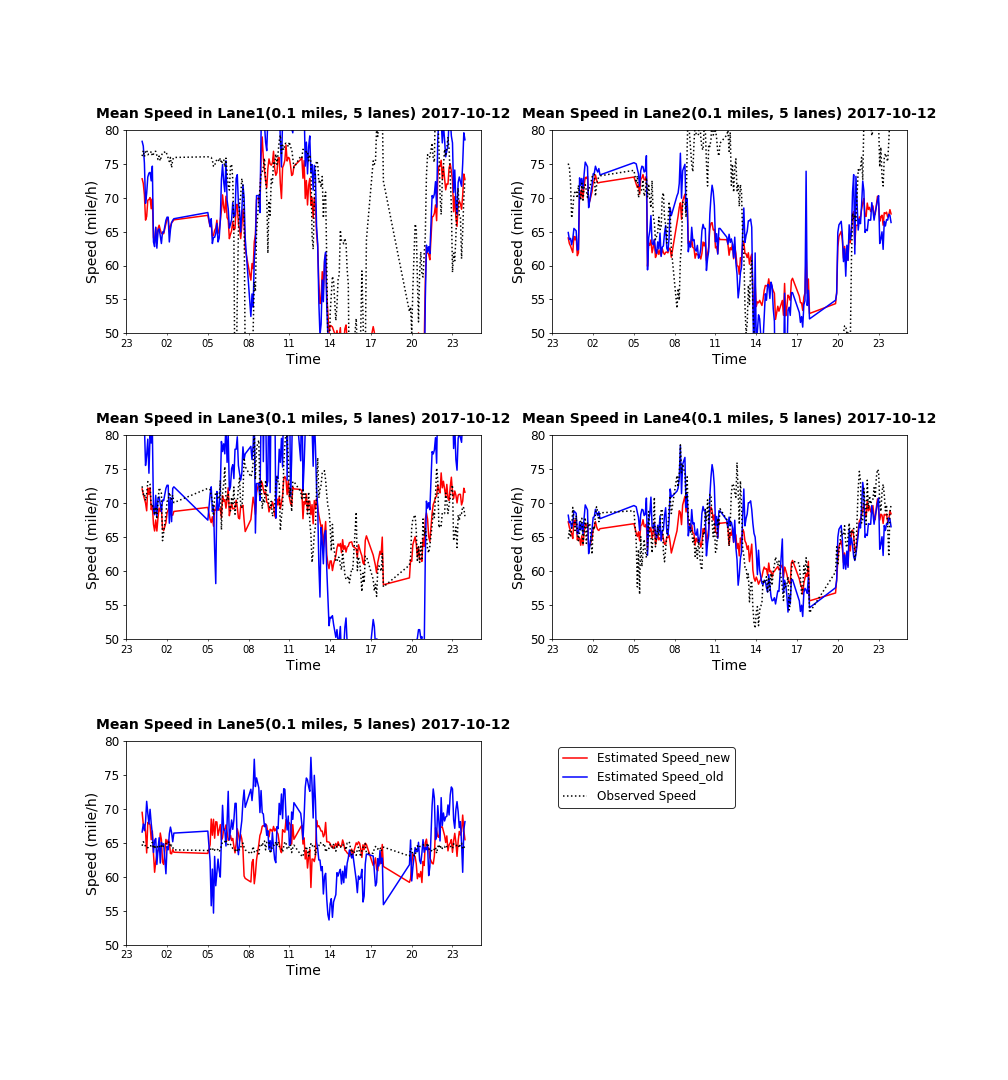 Mean Speed in Lane1(0.1 miles, 5 lanes) 2017-10-12
80
75
70
65
60
55
50
Speed (mile/h)
23 02 05 08 11 14 17 20 23
Time
Mean Speed in Lane2(0.1 miles, 5 lanes) 2017-10-12
80
75
70
65
60
55
50
Speed (mile/h)
23 02 05 08 11 14 17 20 23
Time
Mean Speed in Lane3(0.1 miles, 5 lanes) 2017-10-12
80
75
70
65
60
55
50
Speed (mile/h)
23 02 05 08 11 14 17 20 23
Time
Mean Speed in Lane4(0.1 miles, 5 lanes) 2017-10-12
80
75
70
65
60
55
50
Speed (mile/h)
23 02 05 08 11 14 17 20 23
Time
Mean Speed in Lane5(0.1 miles, 5 lanes) 2017-10-12
80
75
70
65
60
55
50
Speed (mile/h)
23 02 05 08 11 14 17 20 23
Time
Estimated Speed_new
Estimated Speed_old
Observed Speed